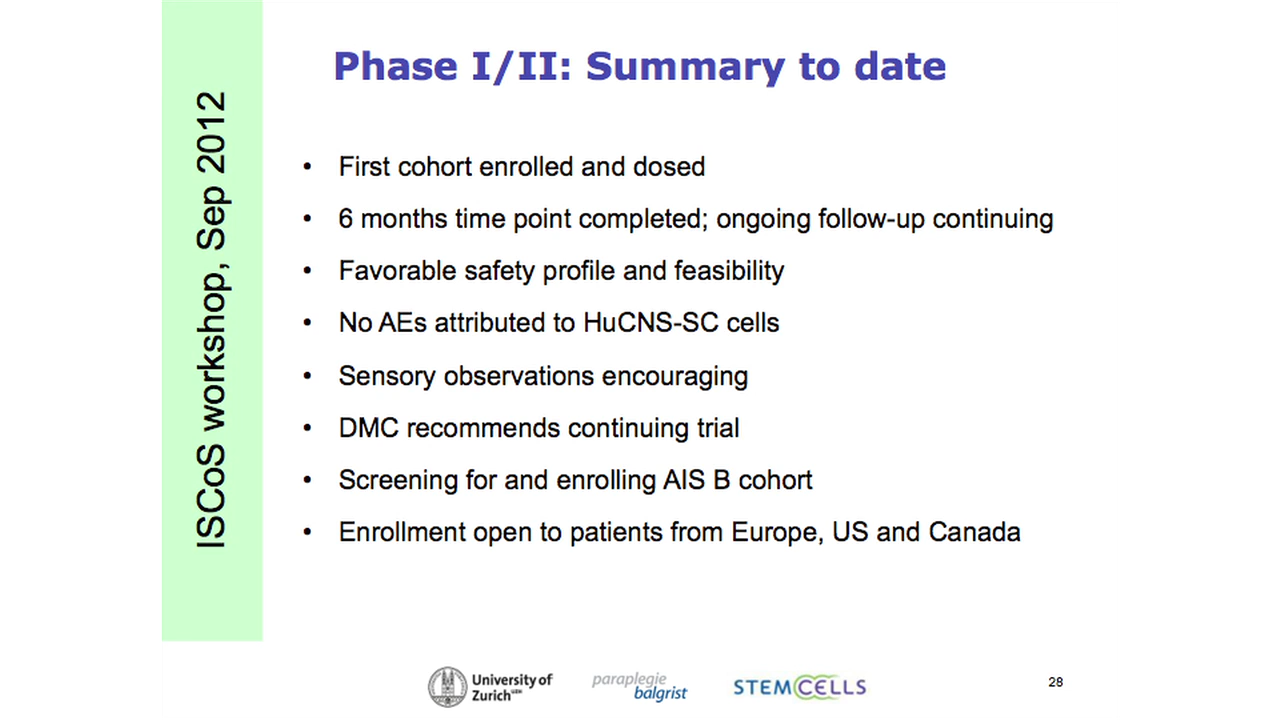 Phase I/II: Summary to date
ISCoS workshop, Sep 2012
• First cohort enrolled and dosed
• 6 months time point completed; ongoing follow-up continuing
• Favorable safety profile and feasibility
• No AEs attributed to HuCNS-SC cells
• Sensory observations encouraging
• DMC recommends continuing trial
• Screening for and enrolling AIS B cohort
• Enrollment open to patients from Europe, US and Canada
University of
Zurich UZH
paraplegie
balgrist
STEMCELLS
28